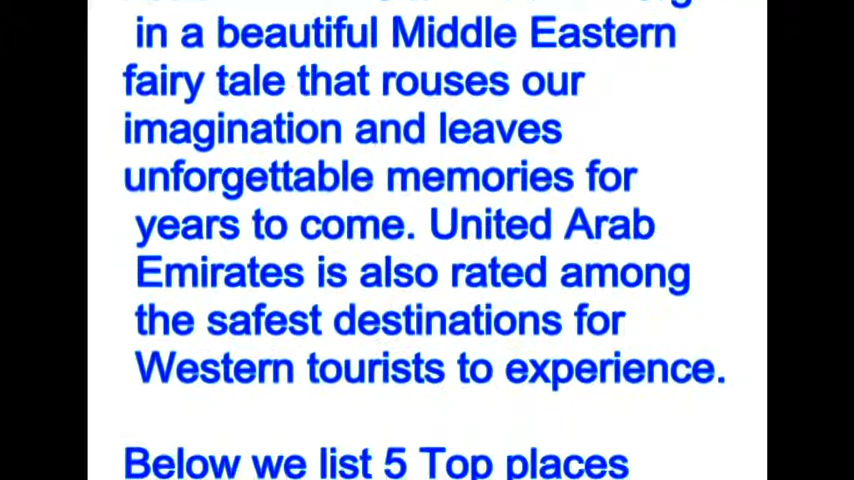 in a beautiful Middle Eastern
fairy tale that rouses our
imagination and leaves
unforgettable memories for
years to come. United Arab
Emirates is also rated among
the safest destinations for
Western tourists to experience.
Below we list 5 Top places